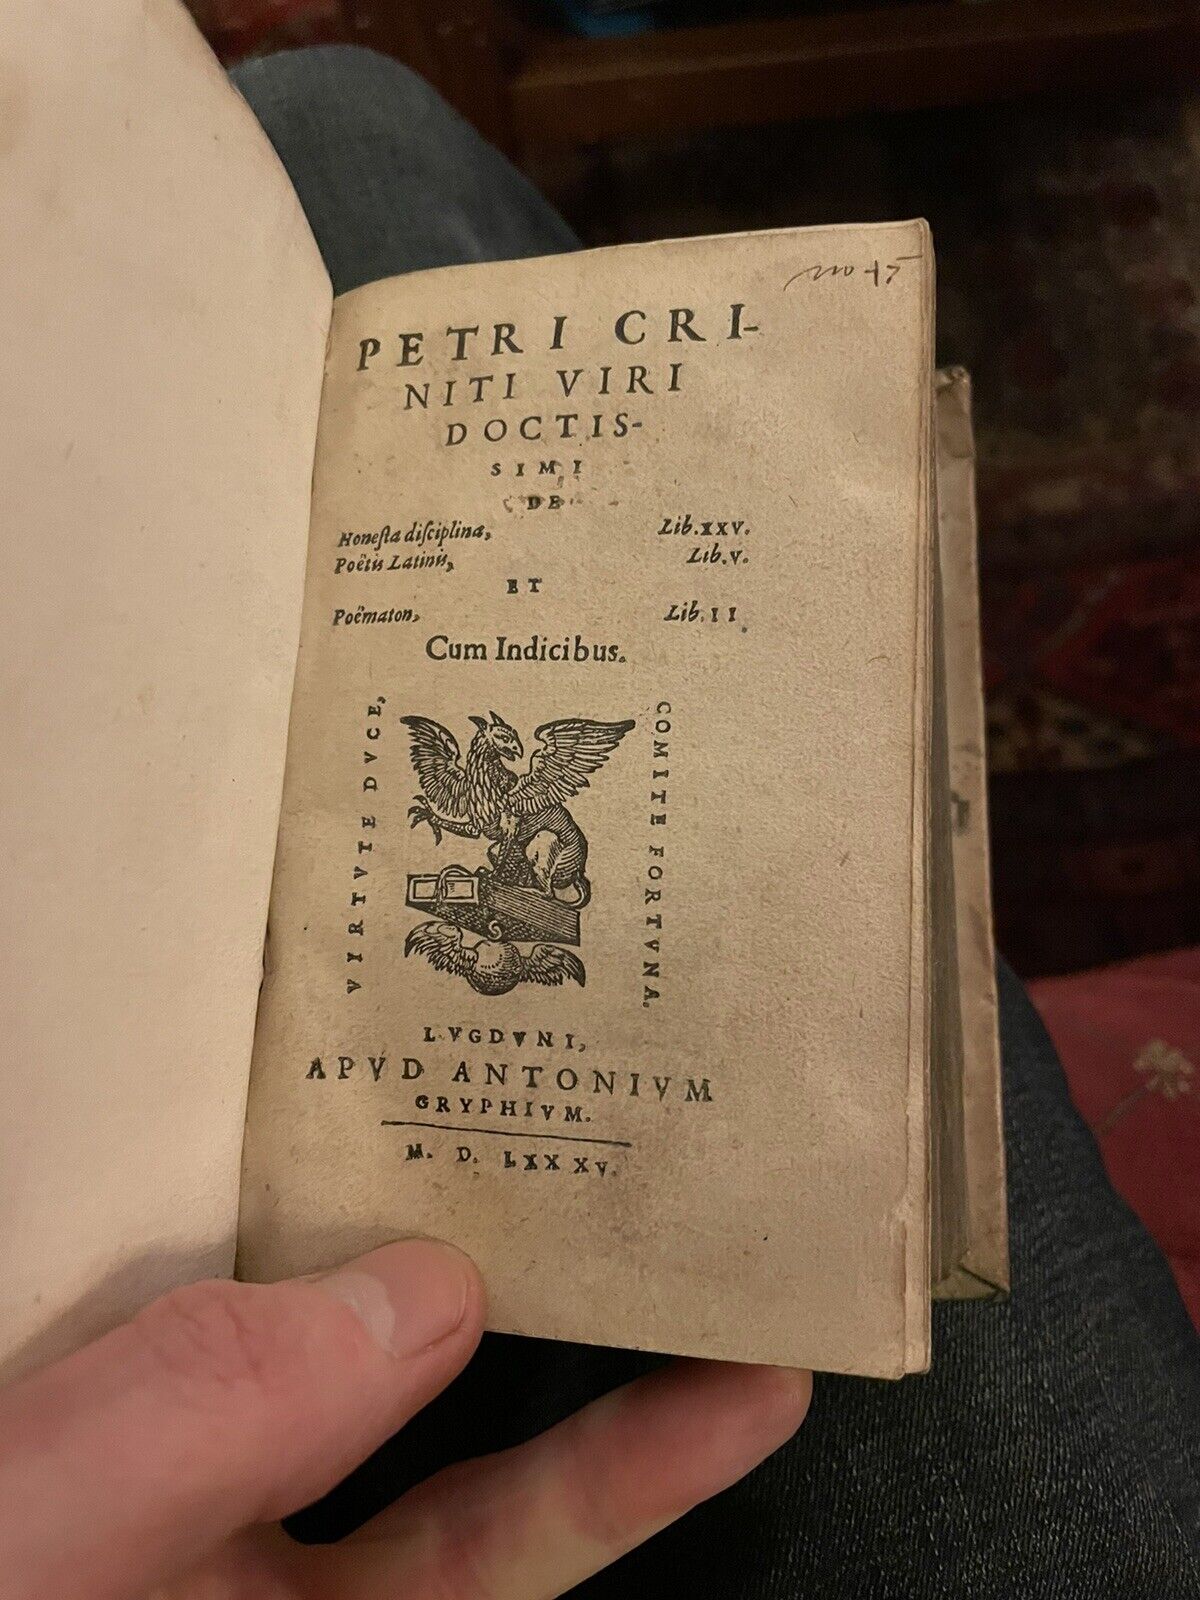 PETRI CRI-
NITI VIRI
DOCTIS-
SIMI
DE
Honesta disciplina, Lib. XXV.
Poëtis Latinis, Lib. V.
ET
Poëmaton, Lib. II
Cum Indicibus.
VIRTVTE DVCE,
COMITE FORTVNA.
LVGDVNI,
APVD ANTONIVM
GRYPHIVM.
M. D. LXXXV.